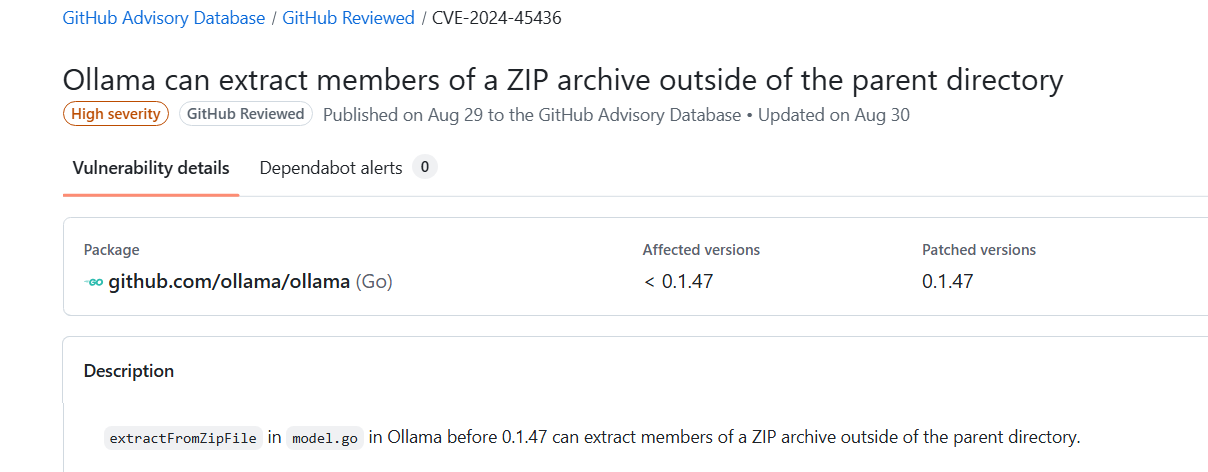 GitHub Advisory Database / GitHub Reviewed / CVE-2024-45436
Ollama can extract members of a ZIP archive outside of the parent directory
High severity GitHub Reviewed Published on Aug 29 to the GitHub Advisory Database • Updated on Aug 30
Vulnerability details Dependabot alerts 0
Package Affected versions Patched versions
GO github.com/ollama/ollama (Go) < 0.1.47 0.1.47
Description
extractFromZipFile in model.go in Ollama before 0.1.47 can extract members of a ZIP archive outside of the parent directory.